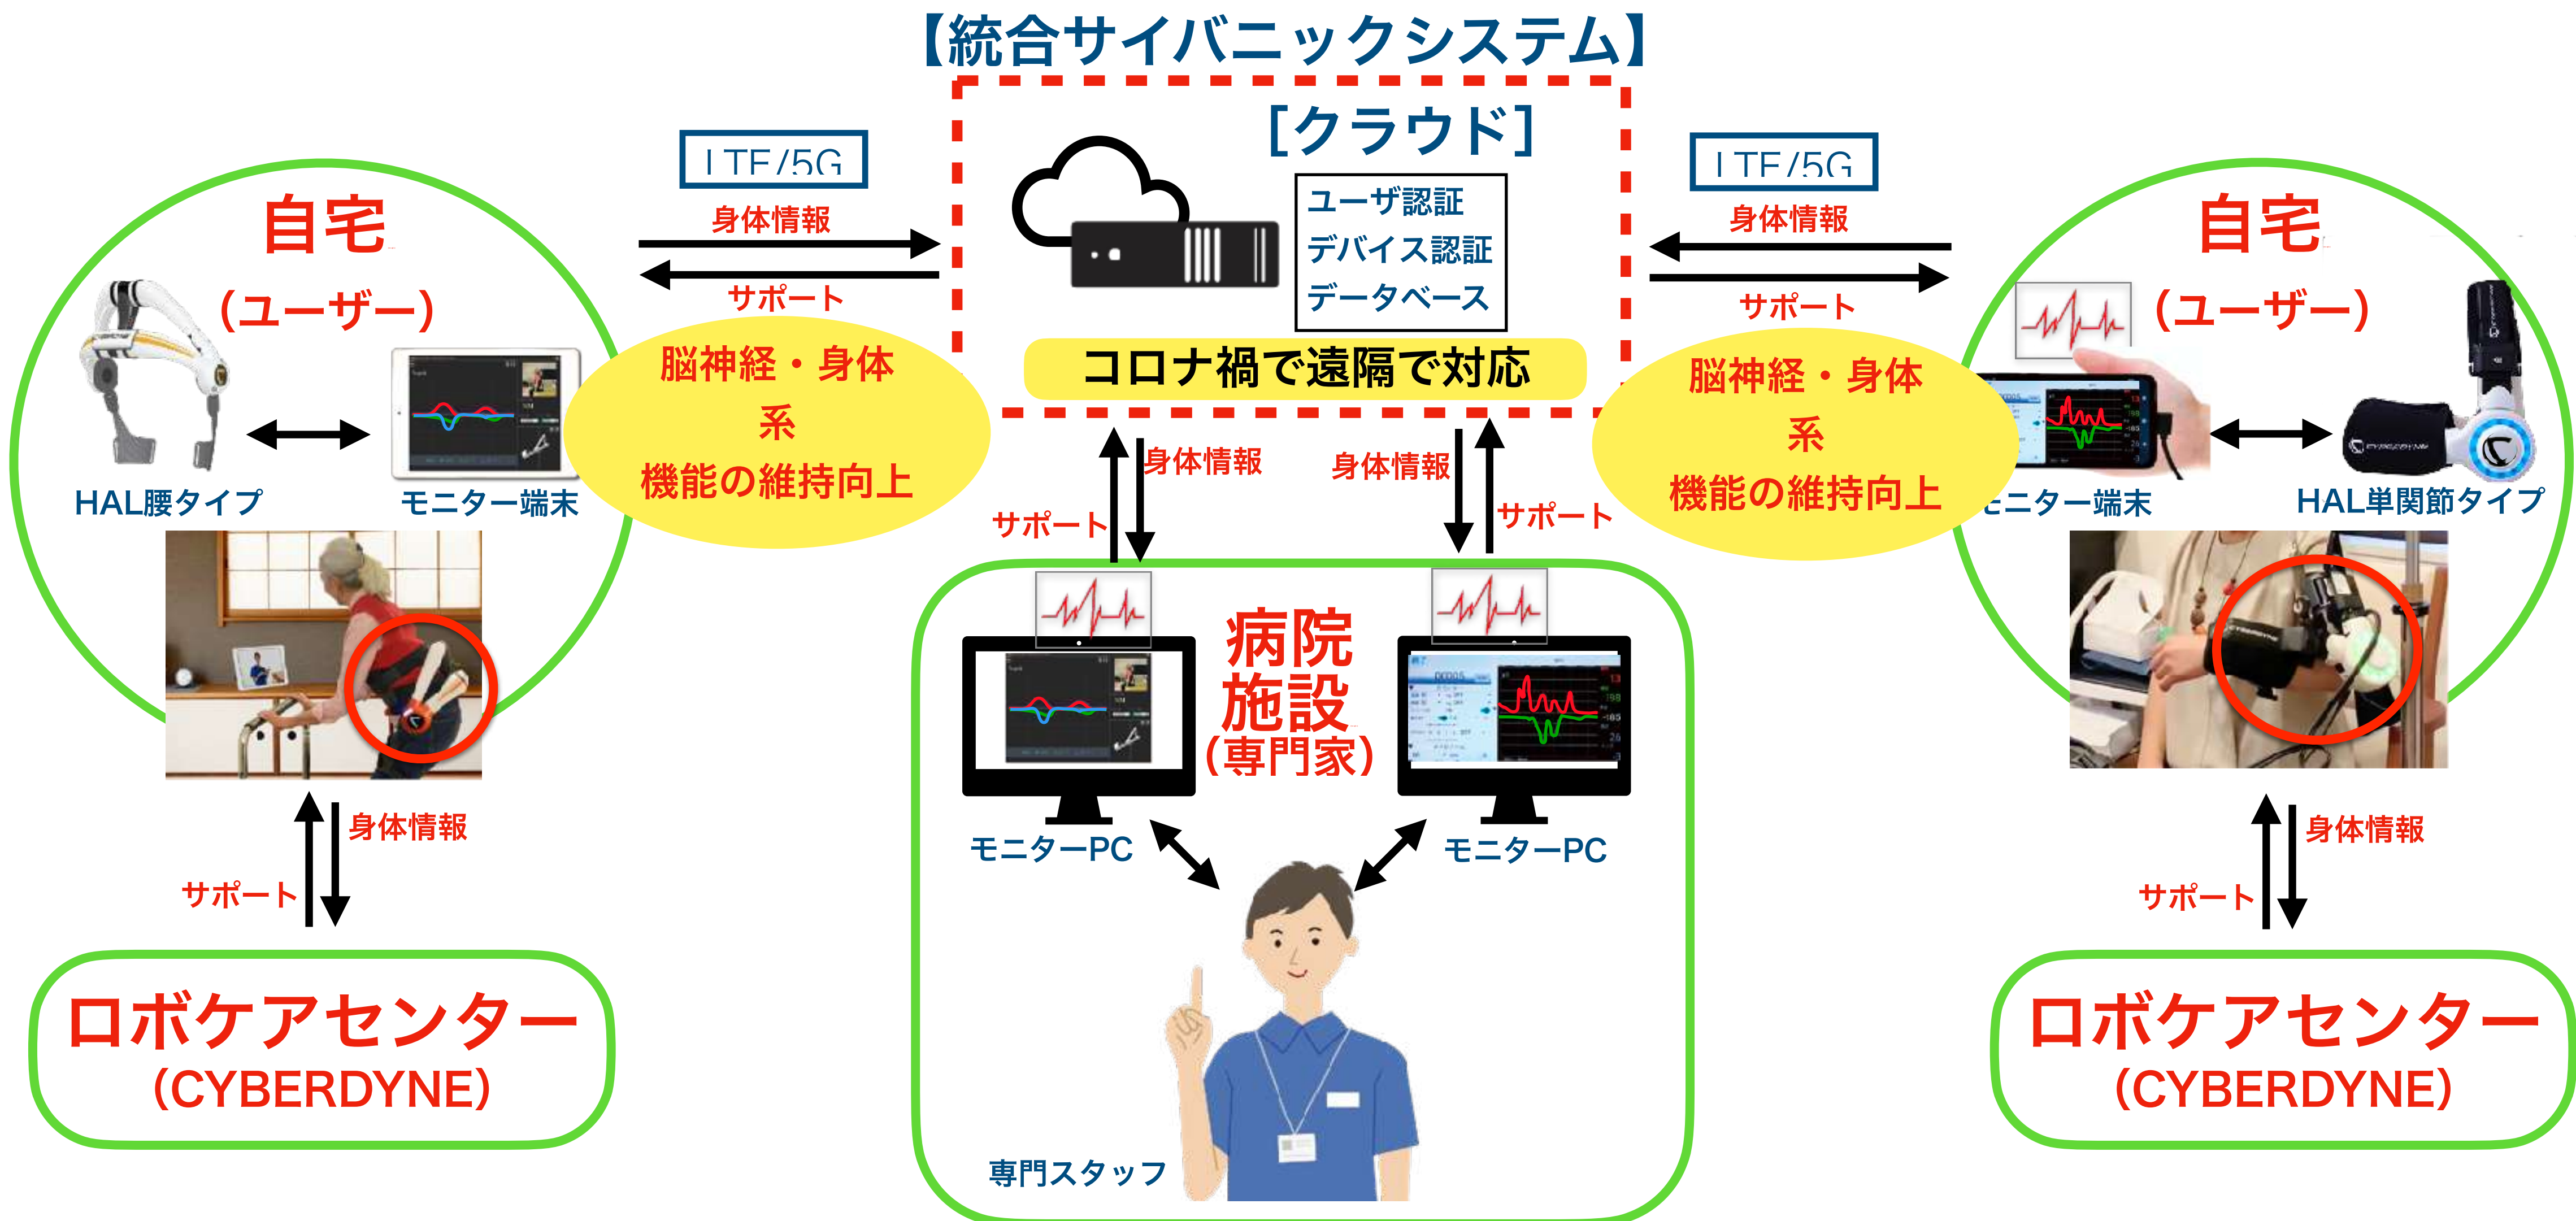 【統合サイバニックシステム】
[クラウド]
ユーザ認証
デバイス認証
データベース
コロナ禍で遠隔で対応
LTE/5G
身体情報
サポート
脳神経・身体
系
機能の維持向上
自宅
(ユーザー)
HAL腰タイプ
モニター端末
身体情報
サポート
ロボケアセンター
(CYBERDYNE)
身体情報
サポート
身体情報
サポート
病院
施設
(専門家)
モニターPC
モニターPC
専門スタッフ
LTE/5G
身体情報
サポート
脳神経・身体
系
機能の維持向上
自宅
(ユーザー)
モニター端末
HAL単関節タイプ
CYBERDYNE
身体情報
サポート
ロボケアセンター
(CYBERDYNE)